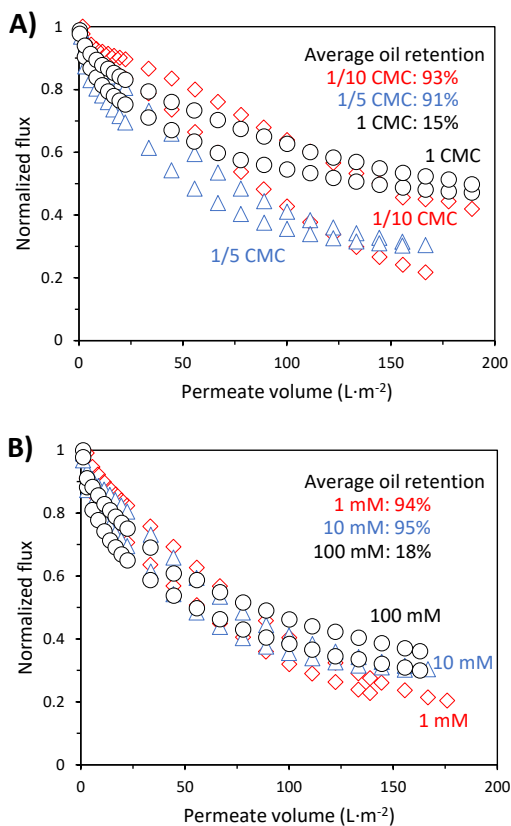 A)
Average oil retention
1/10 CMC: 93%
1/5 CMC: 91%
1 CMC: 15%
1 CMC
1/10 CMC
1/5 CMC
Normalized flux
1
0.8
0.6
0.4
0.2
0
0
50
100
150
200
Permeate volume (L·m⁻²)
B)
Average oil retention
1 mM: 94%
10 mM: 95%
100 mM: 18%
100 mM
10 mM
1 mM
Normalized flux
1
0.8
0.6
0.4
0.2
0
0
50
100
150
200
Permeate volume (L·m⁻²)